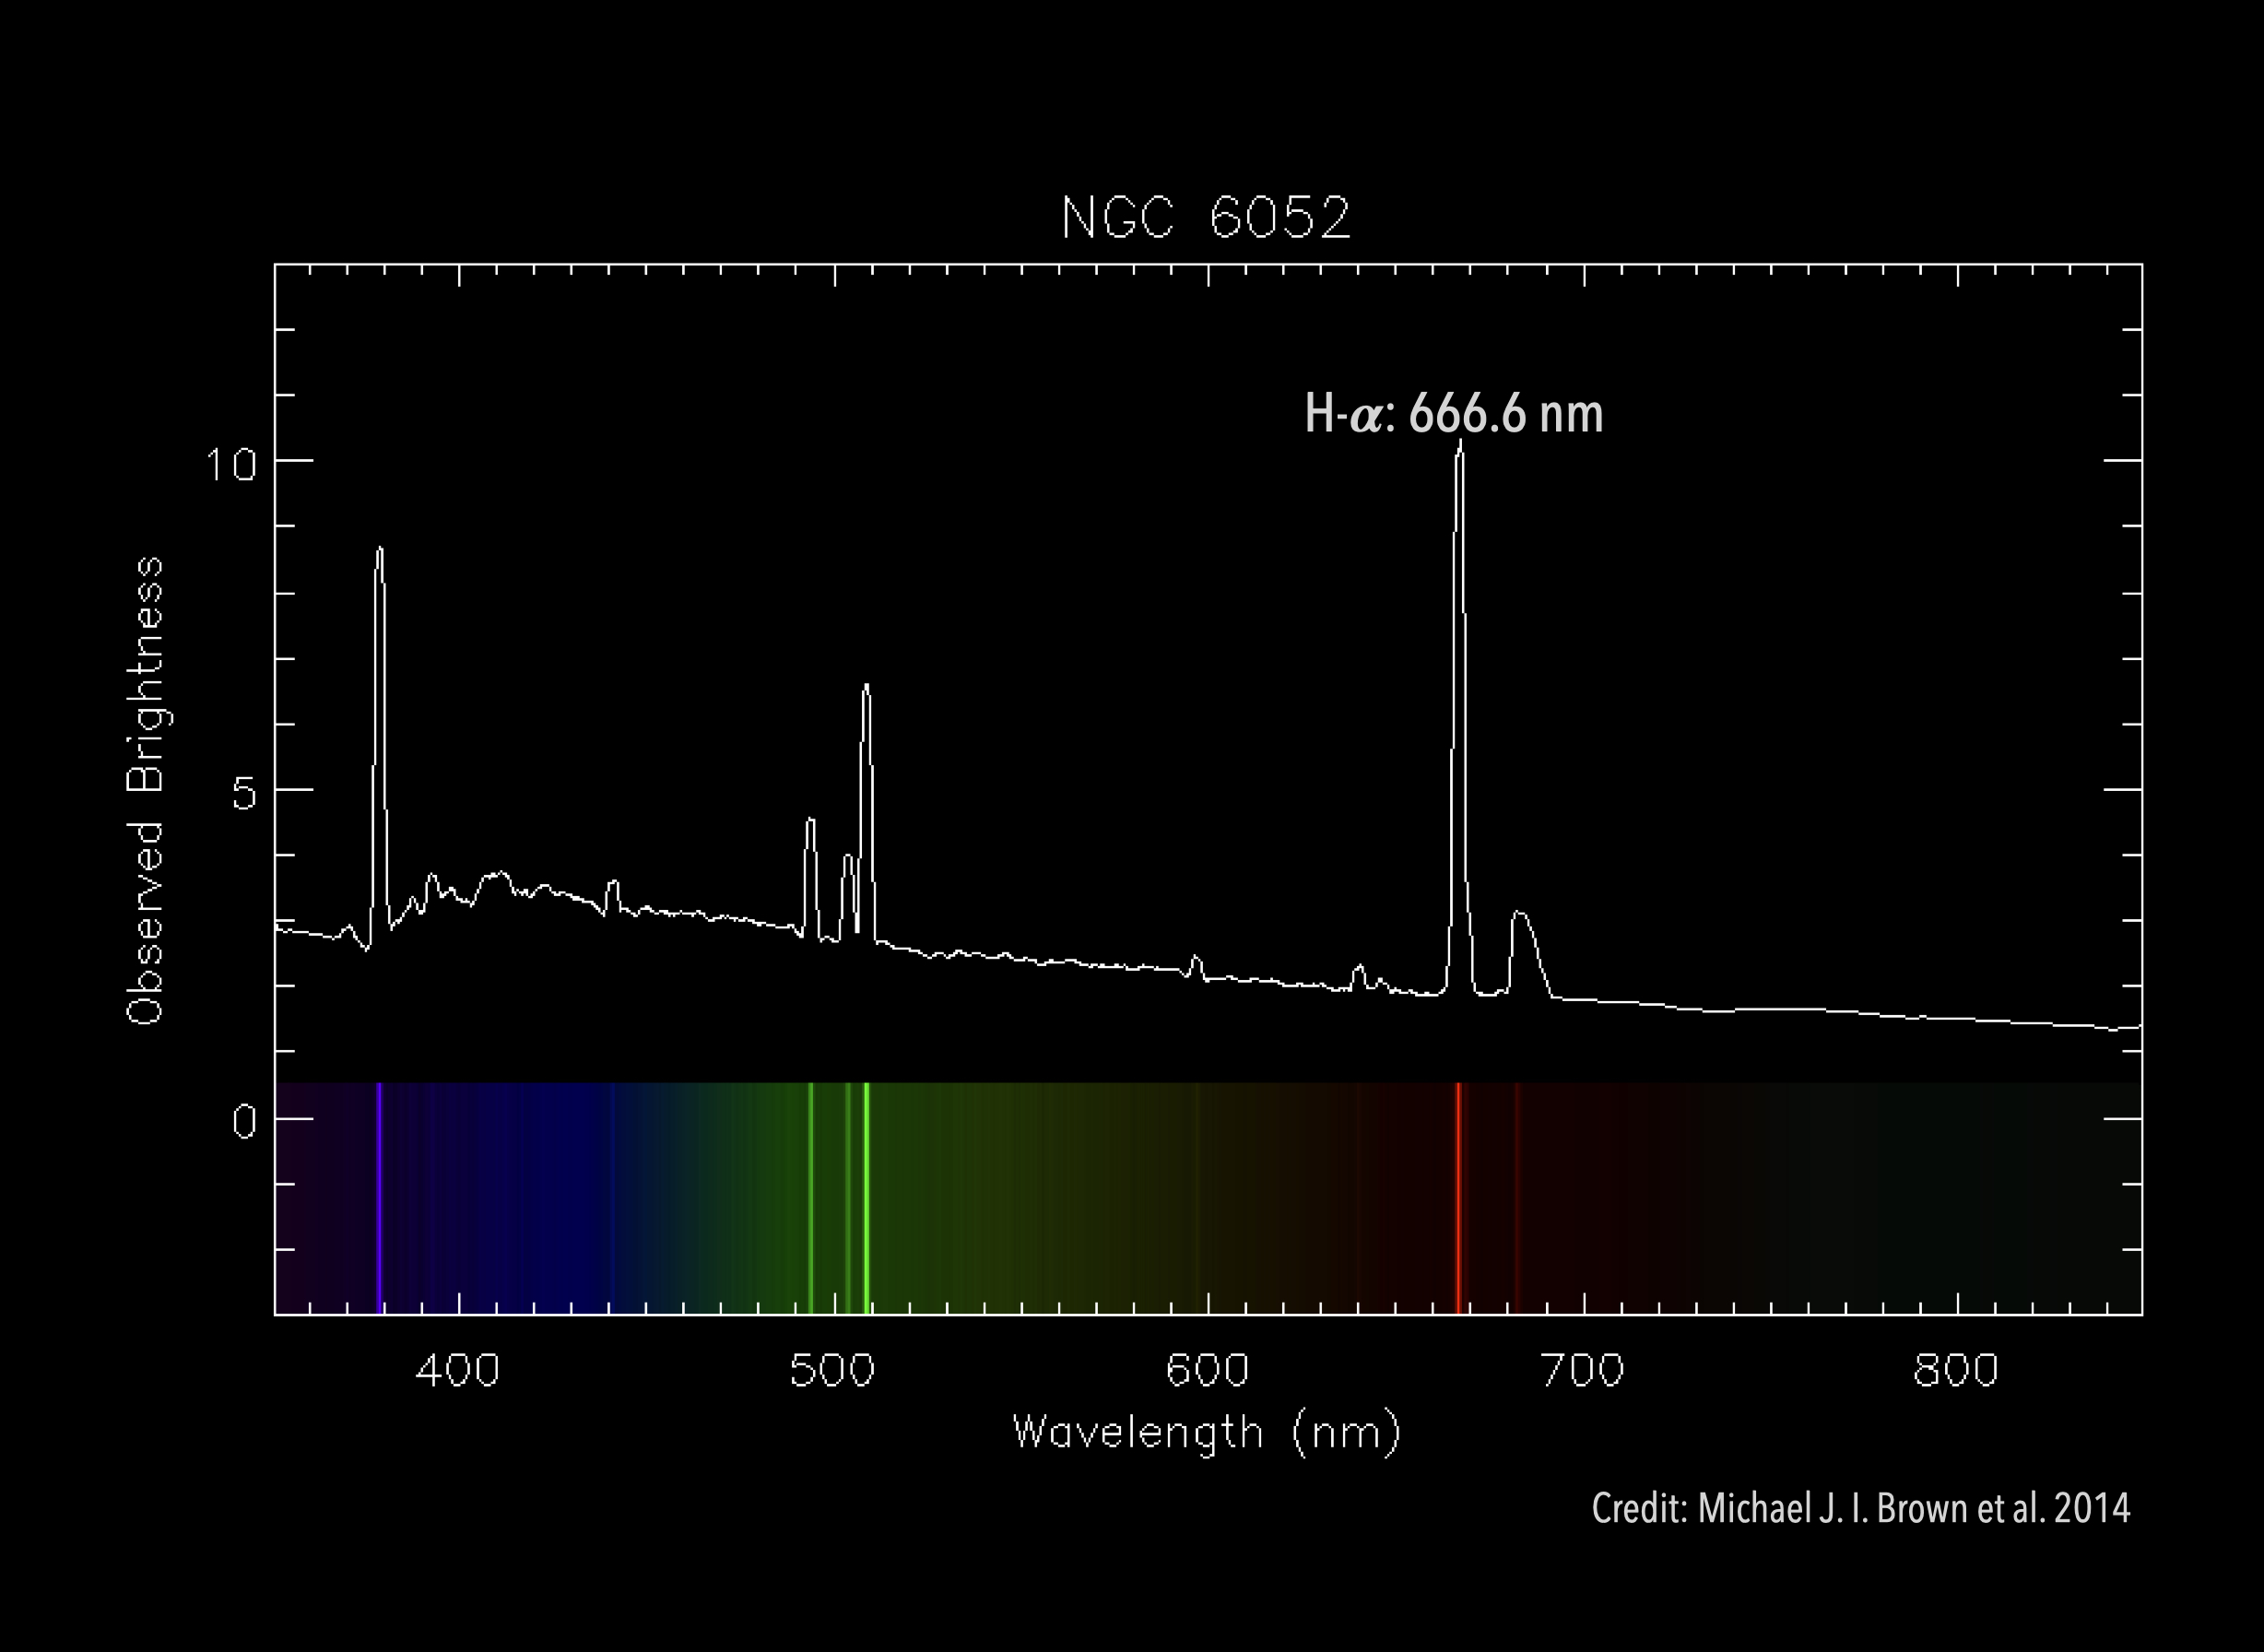 NGC 6052
H-α: 666.6 nm
10
5
0
Observed Brightness
400 500 600 700 800
Wavelength (nm)
Credit: Michael J. I. Brown et al. 2014